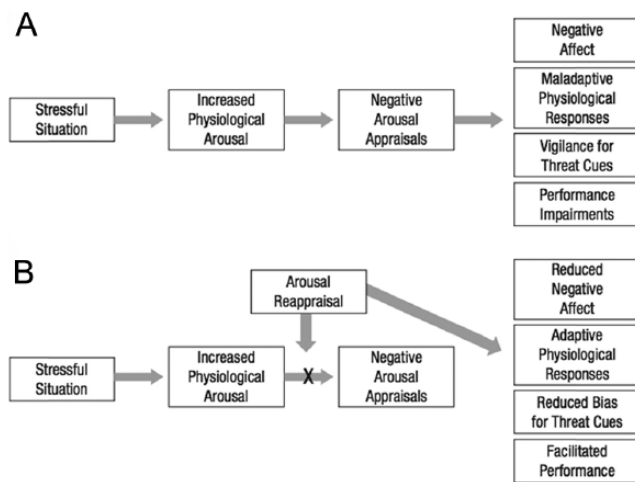 A
Negative
Affect
Stressful
Situation
Increased
Physiological
Arousal
Negative
Arousal
Appraisals
Maladaptive
Physiological
Responses
Vigilance for
Threat Cues
Performance
Impairments
B
Arousal
Reappraisal
Reduced
Negative
Affect
Stressful
Situation
Increased
Physiological
Arousal
X
Negative
Arousal
Appraisals
Adaptive
Physiological
Responses
Reduced Bias
for Threat Cues
Facilitated
Performance